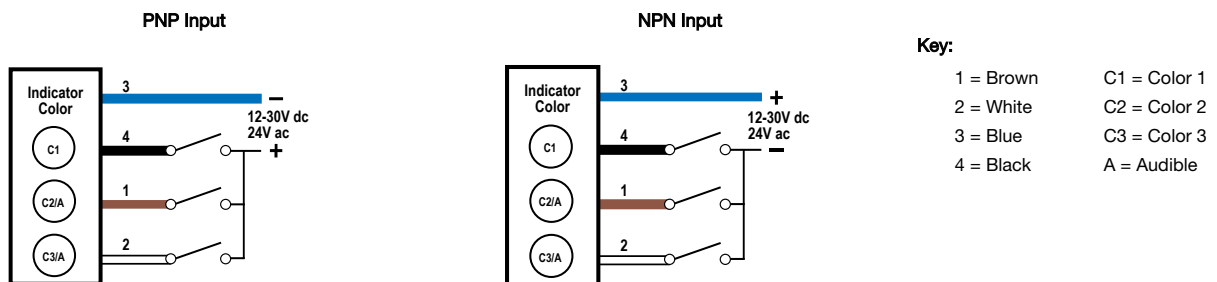 PNP Input
Indicator
Color
3
−
12-30V dc
24V ac
4
+
C1
1
C2/A
2
C3/A
NPN Input
Indicator
Color
3
+
12-30V dc
24V ac
4
−
C1
1
C2/A
2
C3/A
Key:
1 = Brown C1 = Color 1
2 = White C2 = Color 2
3 = Blue C3 = Color 3
4 = Black A = Audible